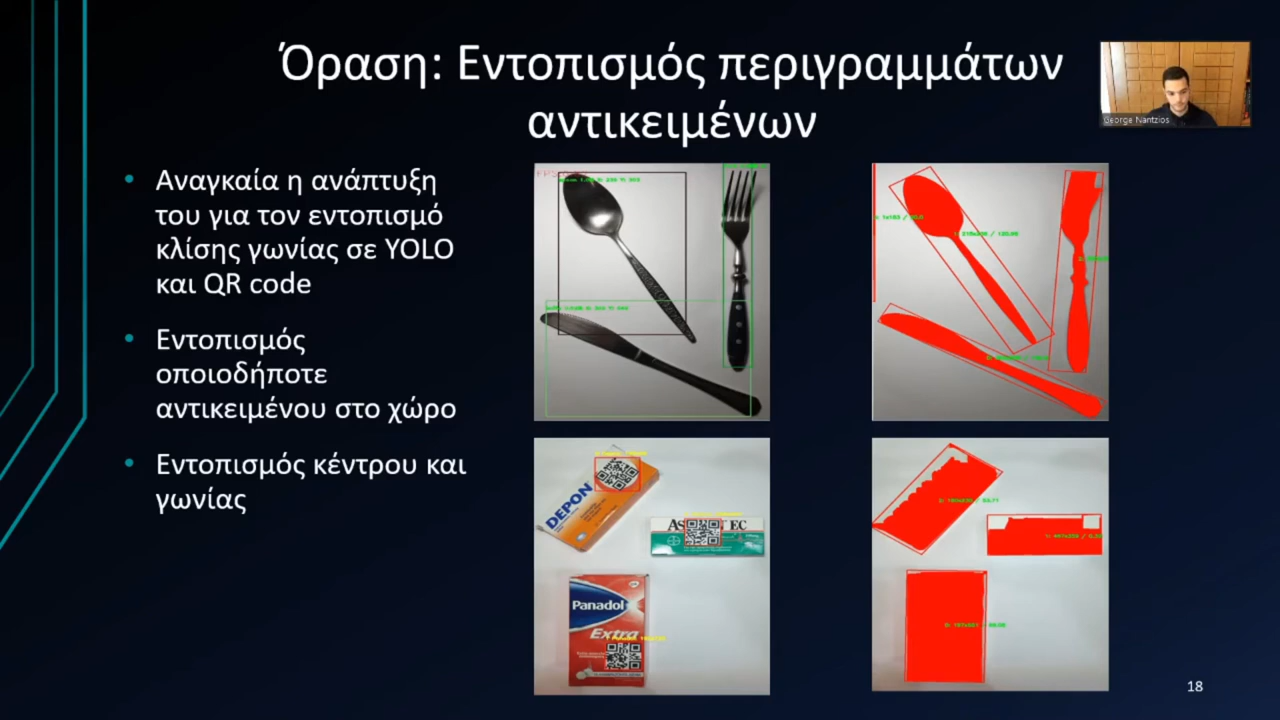 Όραση: Εντοπισμός περιγραμμάτων
αντικειμένων
George Nantzios
Αναγκαία η ανάπτυξη
του για τον εντοπισμό
κλίσης γωνίας σε YOLO
και QR code
Εντοπισμός
οποιοδήποτε
αντικειμένου στο χώρο
Εντοπισμός κέντρου και
γωνίας
DEPON
EC
Panadol
Extra
18